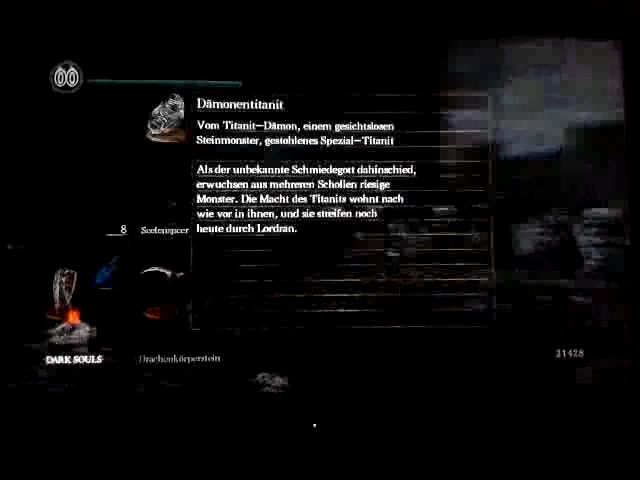 00
Dämonentitanit
Vom Titanit-Dämon, einem gesichtslosen
Steinmonster, gestohlenes Spezial-Titanit
Als der unbekannte Schmiedegott dahinschied,
erwuchsen aus mehreren Schollen riesige
Monster. Die Macht des Titanits wohnt nach
wie vor in ihnen, und sie streifen noch
heute durch Lordran.
8 Seelenspeer
DARK SOULS Drachenkörperstein 21428